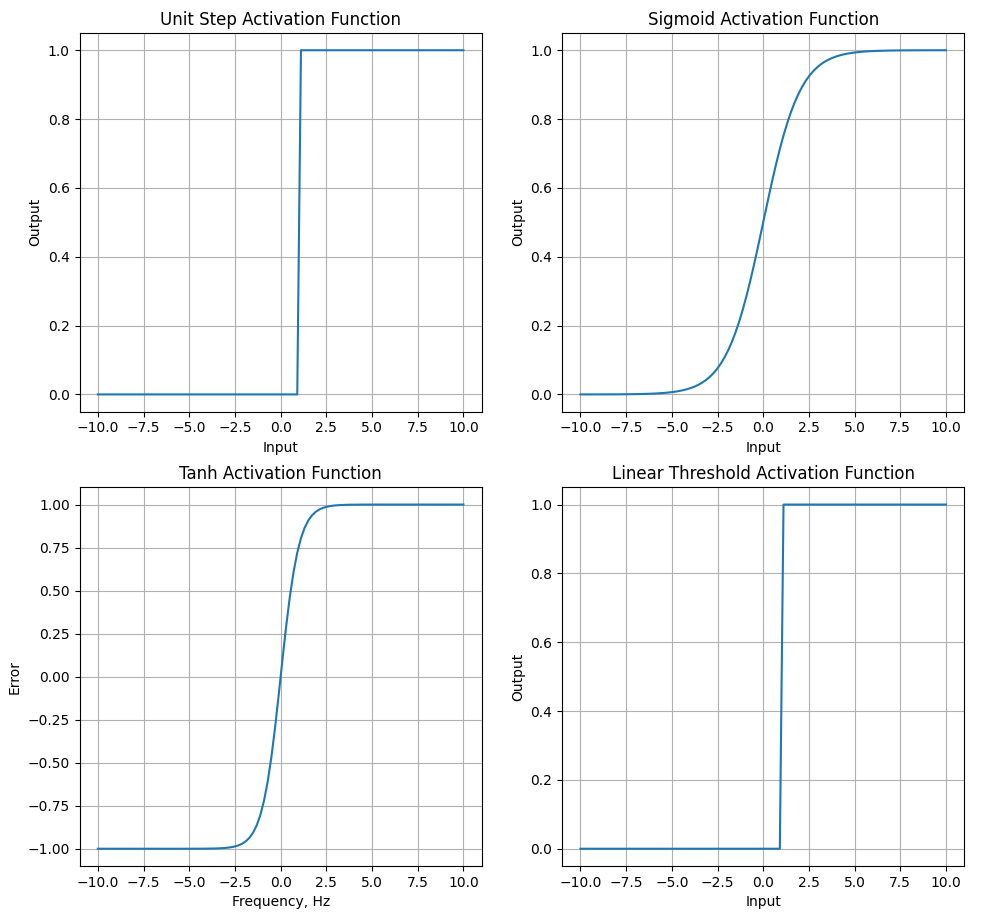 Unit Step Activation Function
1.0
0.8
0.6
0.4
0.2
0.0
Output
−10.0 −7.5 −5.0 −2.5 0.0 2.5 5.0 7.5 10.0
Input
Sigmoid Activation Function
1.0
0.8
0.6
0.4
0.2
0.0
Output
−10.0 −7.5 −5.0 −2.5 0.0 2.5 5.0 7.5 10.0
Input
Tanh Activation Function
1.00
0.75
0.50
0.25
0.00
−0.25
−0.50
−0.75
−1.00
Error
−10.0 −7.5 −5.0 −2.5 0.0 2.5 5.0 7.5 10.0
Frequency, Hz
Linear Threshold Activation Function
1.0
0.8
0.6
0.4
0.2
0.0
Output
−10.0 −7.5 −5.0 −2.5 0.0 2.5 5.0 7.5 10.0
Input